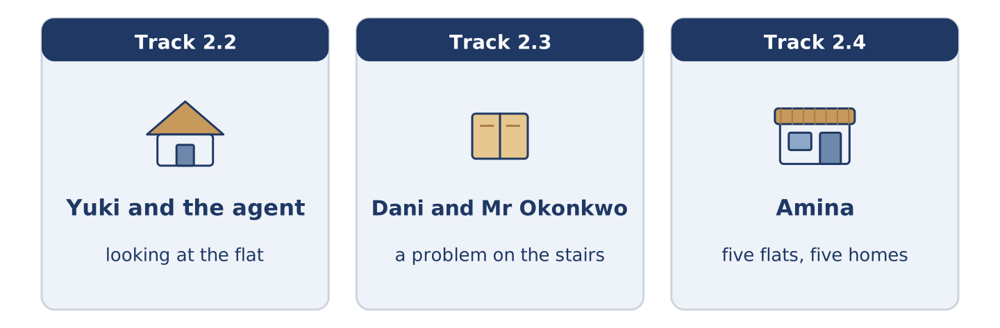 Track 2.2
Yuki and the agent
looking at the flat
Track 2.3
Dani and Mr Okonkwo
a problem on the stairs
Track 2.4
Amina
five flats, five homes